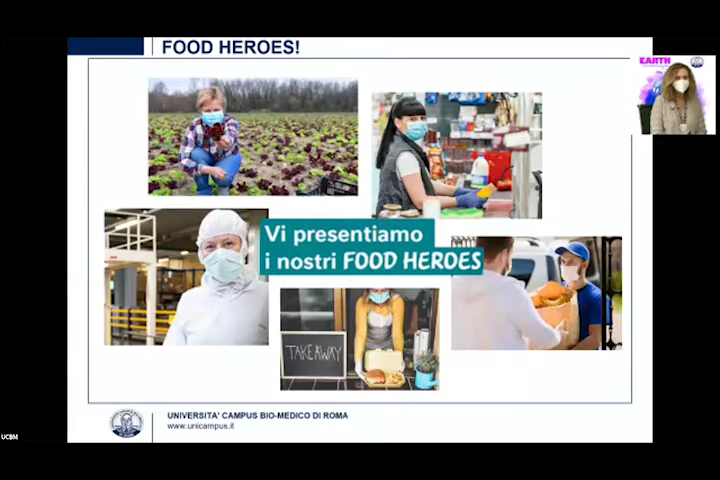 FOOD HEROES!
EARTH
Vi presentiamo
i nostri FOOD HEROES
TAKEAWAY
UNIVERSITA' CAMPUS BIO-MEDICO DI ROMA
www.unicampus.it
UCBM